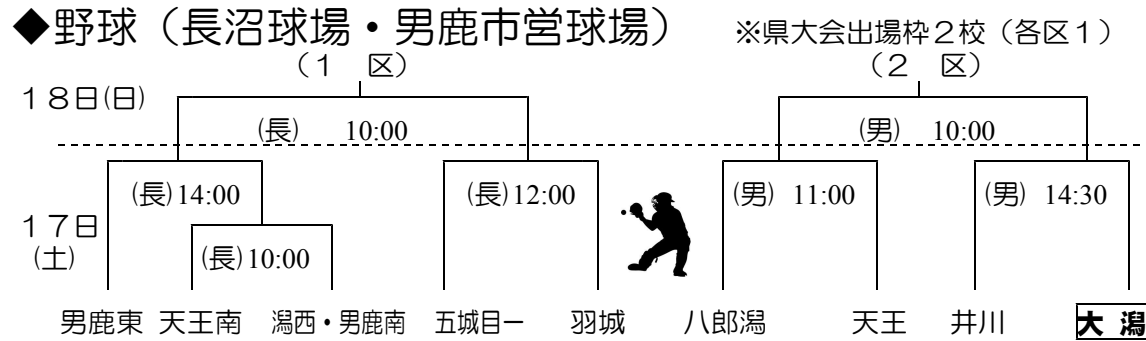 ◆野球（長沼球場・男鹿市営球場） ※県大会出場枠２校（各区１）
（１　区） （２　区）
１８日(日)
(長) 10:00 (男) 10:00
(長)14:00 (長)12:00 (男) 11:00 (男) 14:30
１７日
(土)
(長)10:00
男鹿東 天王南 潟西・男鹿南 五城目一 羽城 八郎潟 天王 井川 大 潟